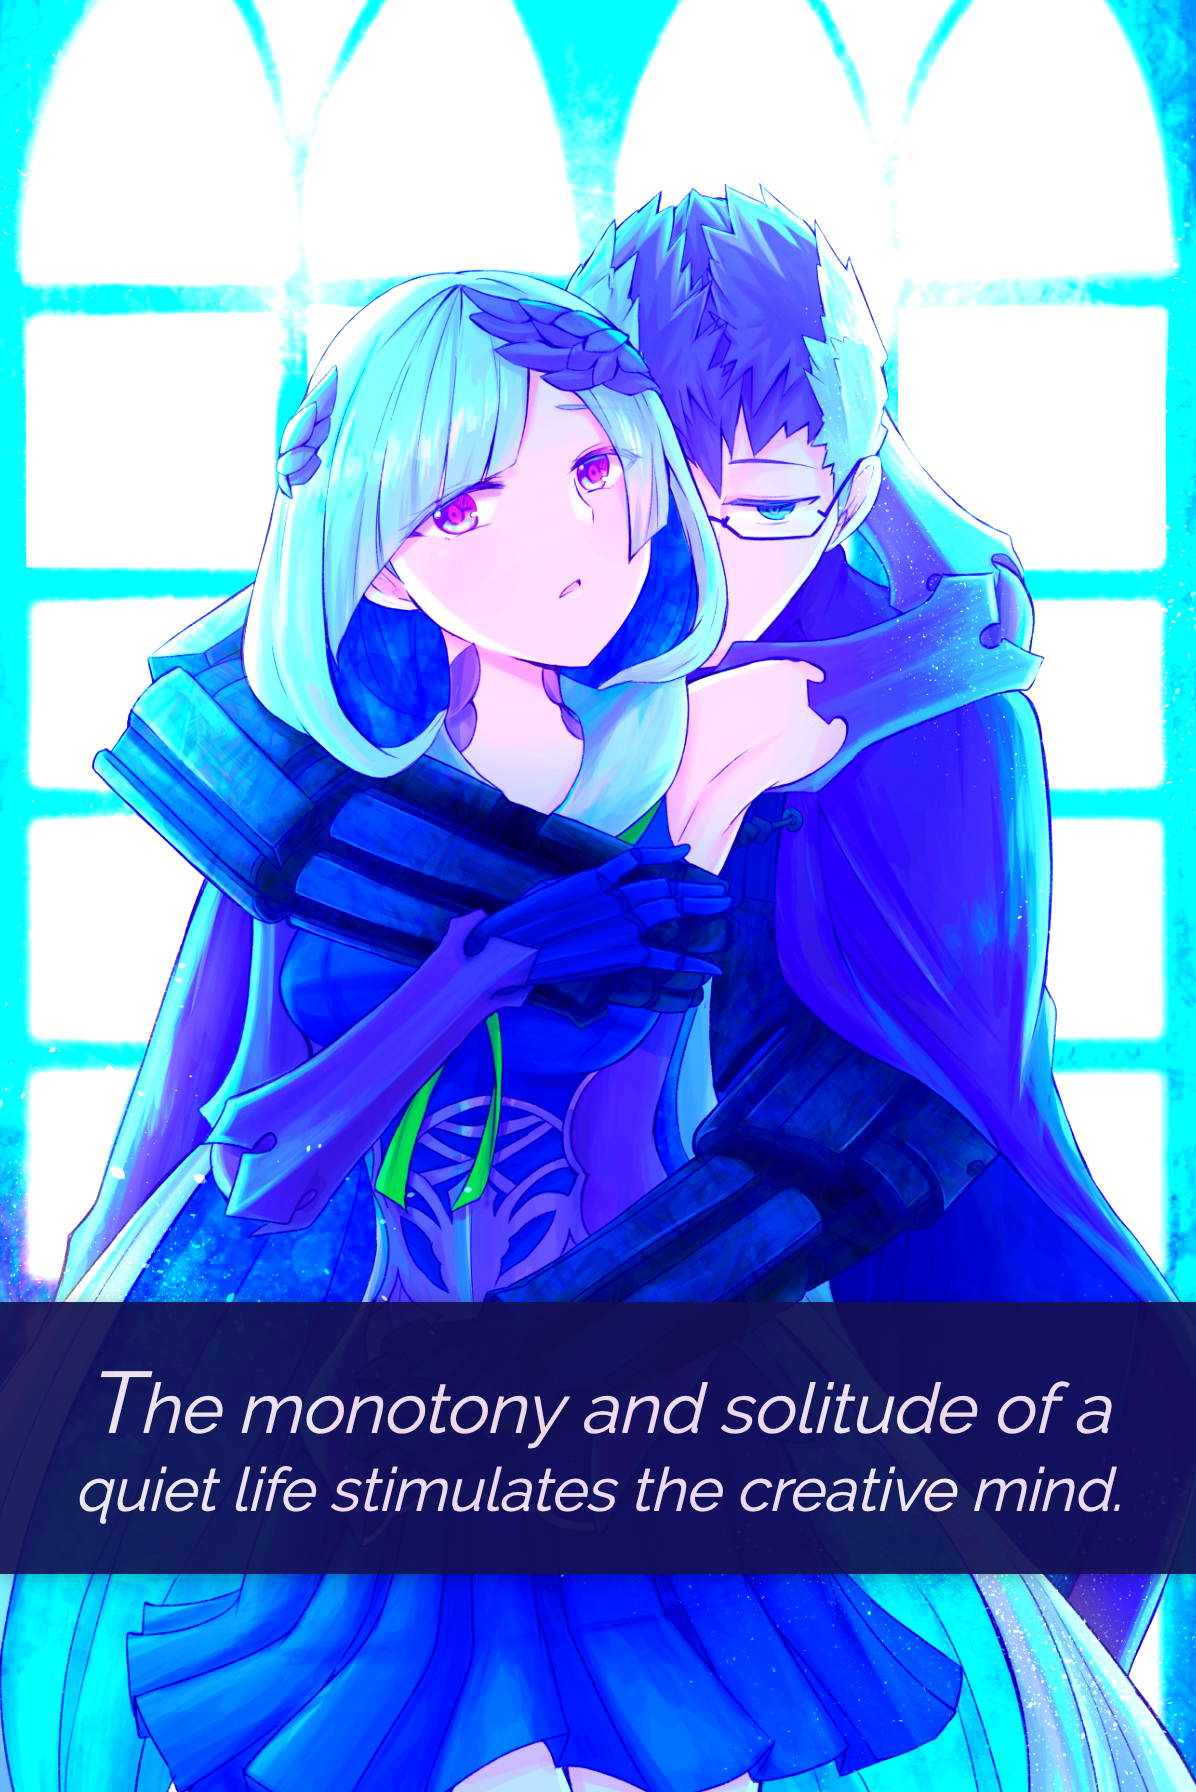 The monotony and solitude of a
quiet life stimulates the creative mind.